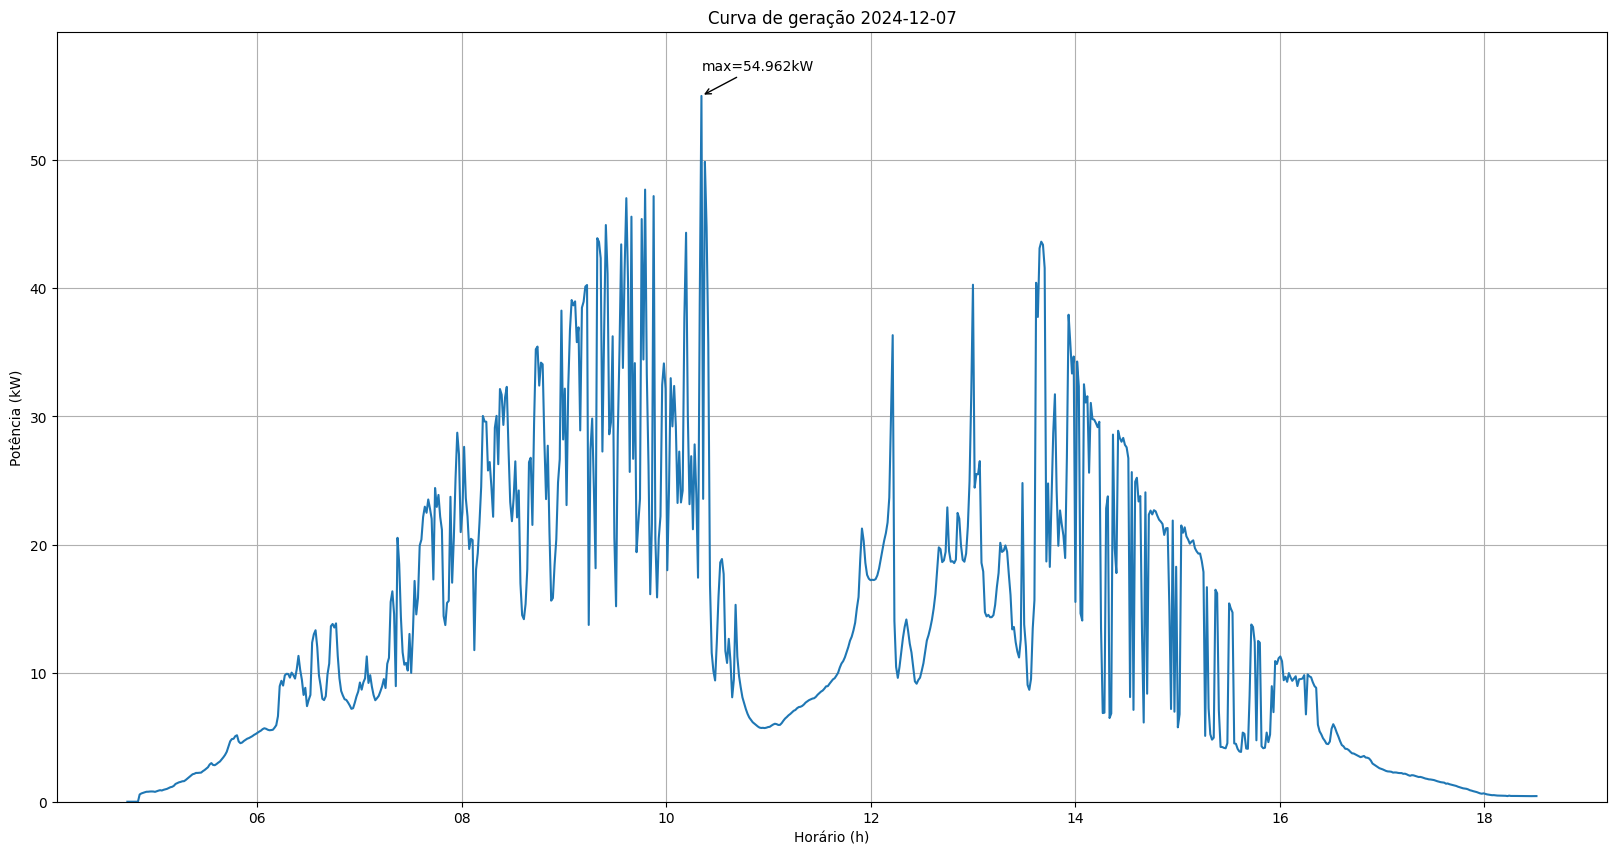 Curva de geração 2024-12-07
max=54.962kW
Potência (kW)
50
40
30
20
10
0
06 08 10 12 14 16 18
Horário (h)